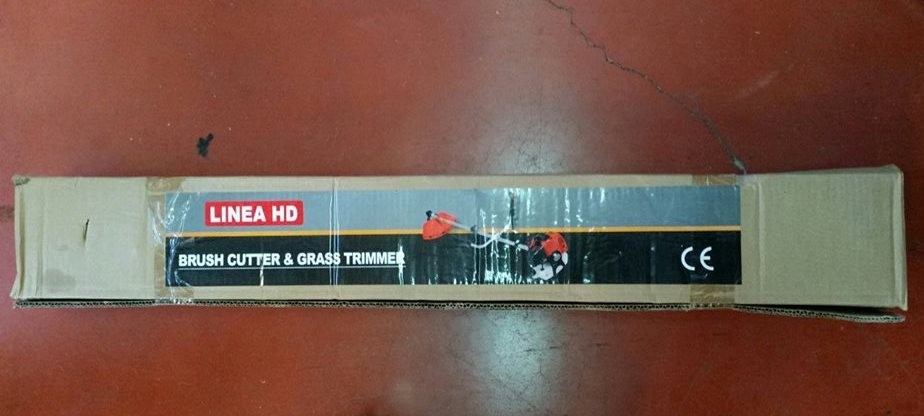 LINEA HD
BRUSH CUTTER & GRASS TRIMMER
CE